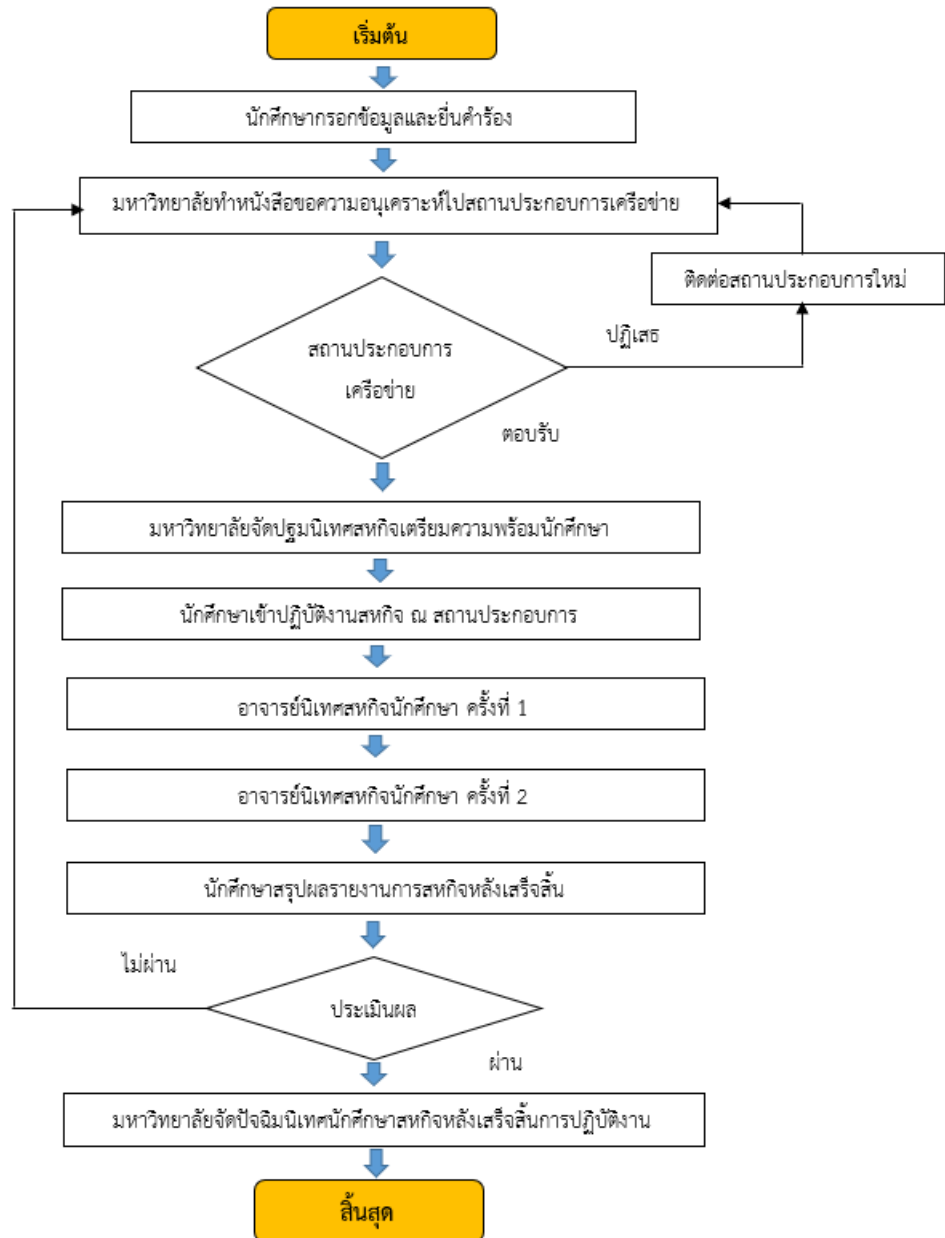 เริ่มต้น
นักศึกษากรอกข้อมูลและยื่นคำร้อง
มหาวิทยาลัยทำหนังสือขอความอนุเคราะห์ไปสถานประกอบการเครือข่าย
ติดต่อสถานประกอบการใหม่
ปฏิเสธ
สถานประกอบการ
เครือข่าย
ตอบรับ
มหาวิทยาลัยจัดปฐมนิเทศสหกิจเตรียมความพร้อมนักศึกษา
นักศึกษาเข้าปฏิบัติงานสหกิจ ณ สถานประกอบการ
อาจารย์นิเทศสหกิจนักศึกษา ครั้งที่ 1
อาจารย์นิเทศสหกิจนักศึกษา ครั้งที่ 2
นักศึกษาสรุปผลรายงานการสหกิจหลังเสร็จสิ้น
ไม่ผ่าน
ประเมินผล
ผ่าน
มหาวิทยาลัยจัดปัจฉิมนิเทศนักศึกษาสหกิจหลังเสร็จสิ้นการปฏิบัติงาน
สิ้นสุด